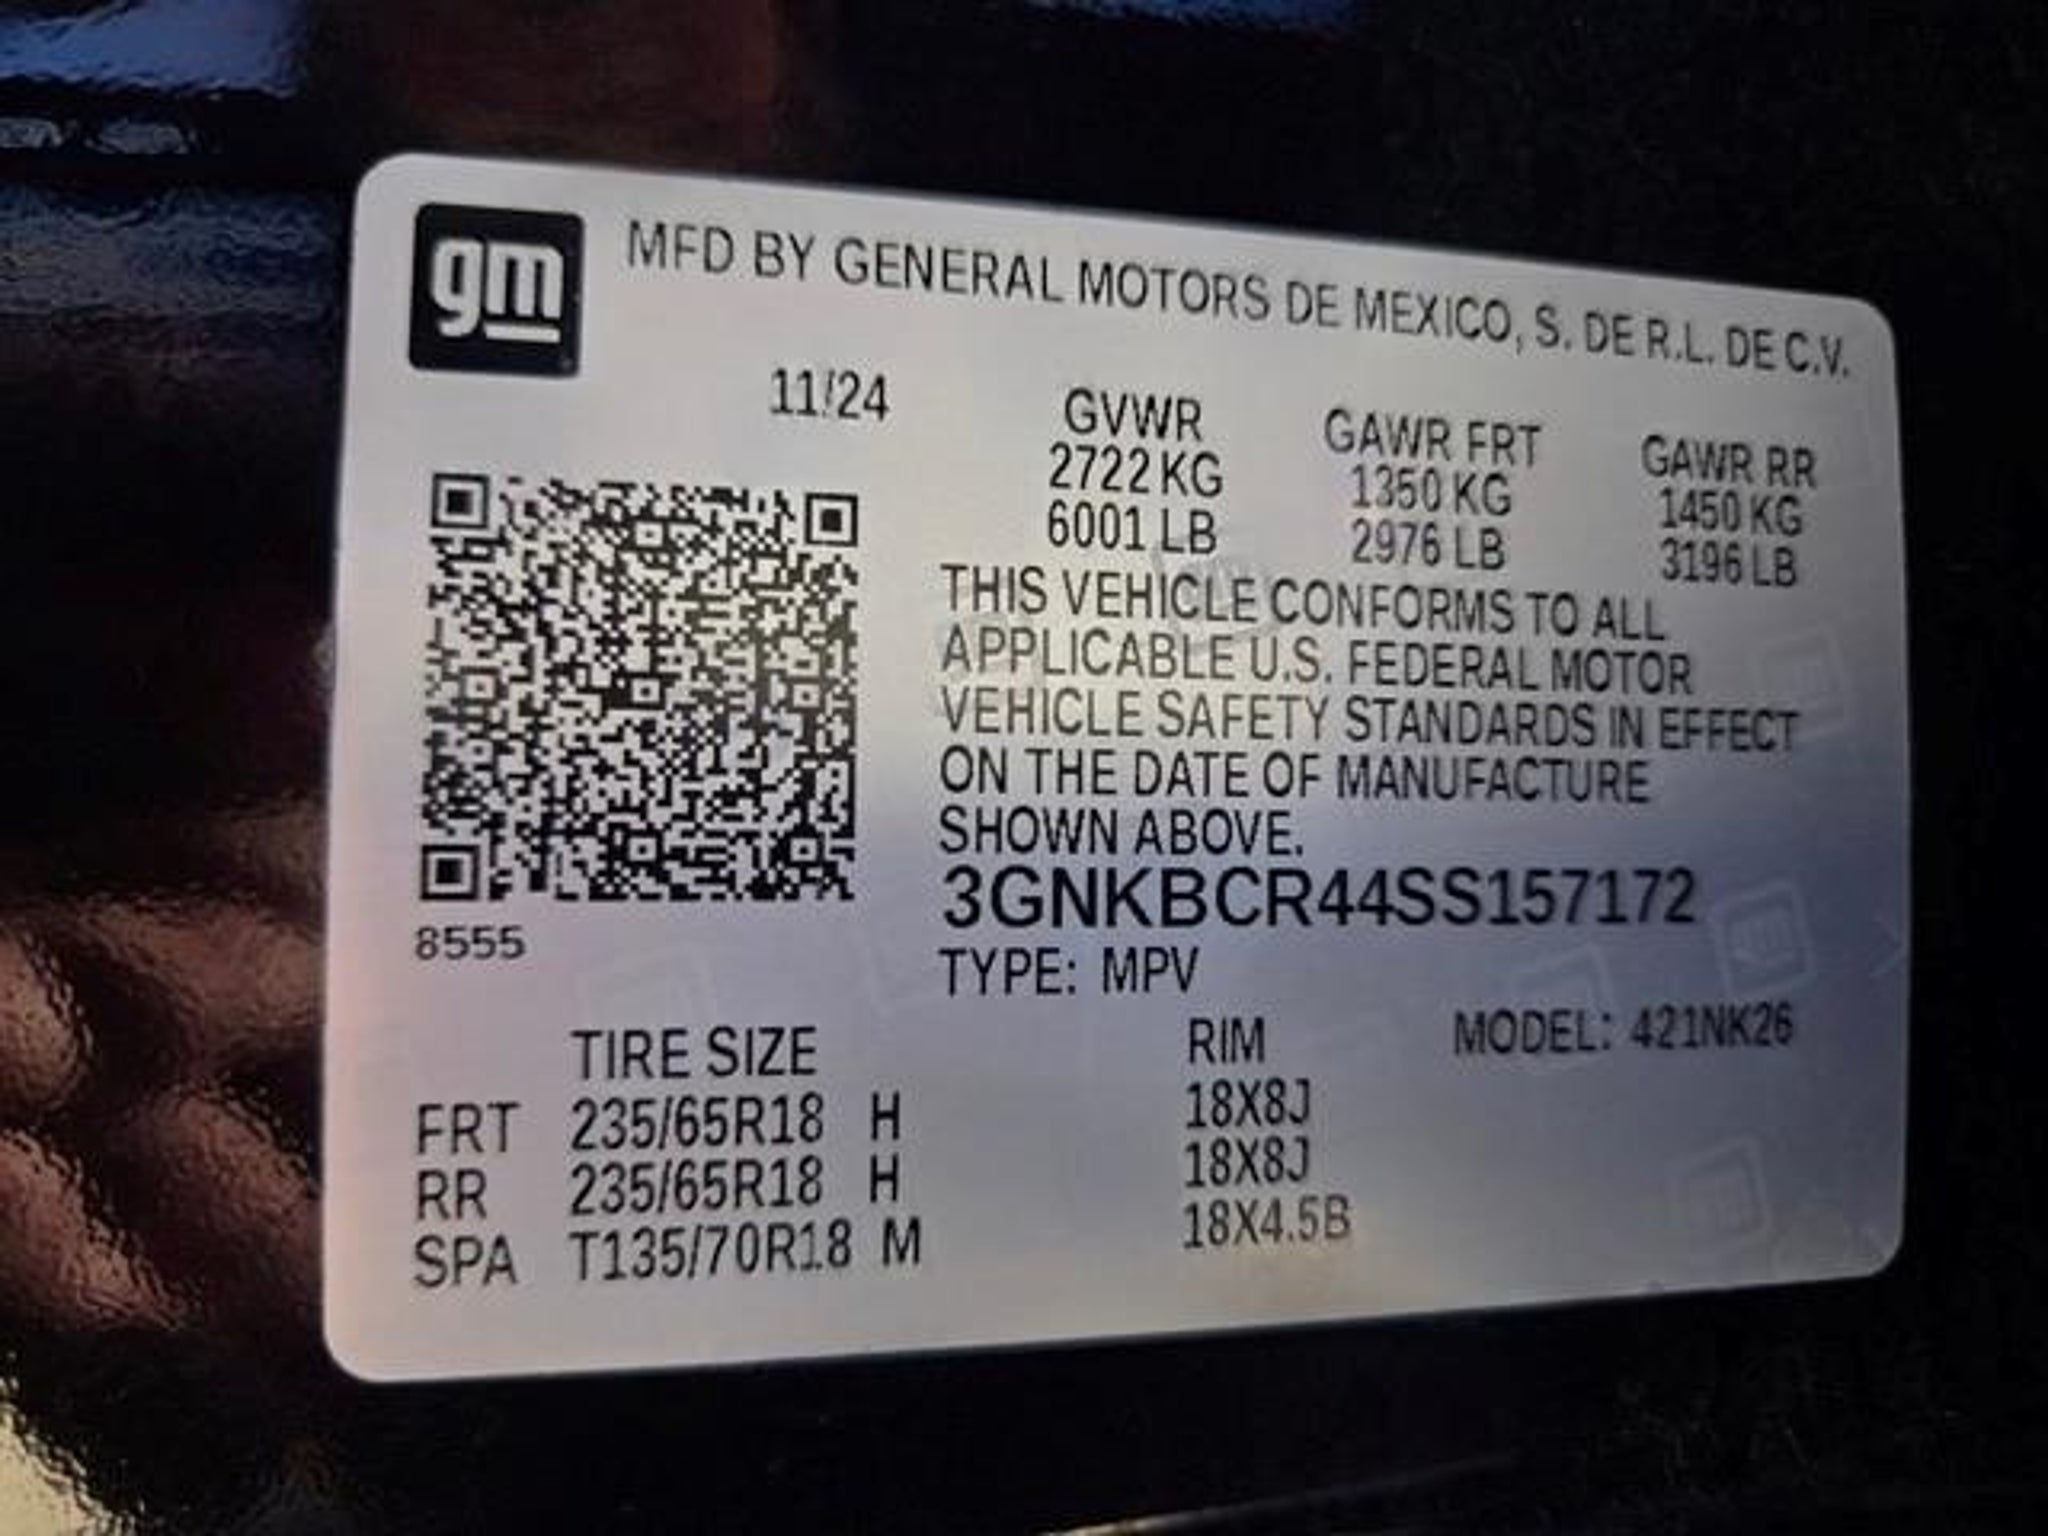 gm MFD BY GENERAL MOTORS DE MEXICO, S. DE R.L. DE C.V.
11/24 GVWR GAWR FRT GAWR RR
2722 KG 1350 KG 1450 KG
6001 LB 2976 LB 3196 LB
THIS VEHICLE CONFORMS TO ALL
APPLICABLE U.S. FEDERAL MOTOR
VEHICLE SAFETY STANDARDS IN EFFECT
ON THE DATE OF MANUFACTURE
SHOWN ABOVE.
3GNKBCR44SS157172
8555
TYPE: MPV
TIRE SIZE RIM MODEL: 421NK26
FRT 235/65R18 H 18X8J
RR 235/65R18 H 18X8J
SPA T135/70R18 M 18X4.5B